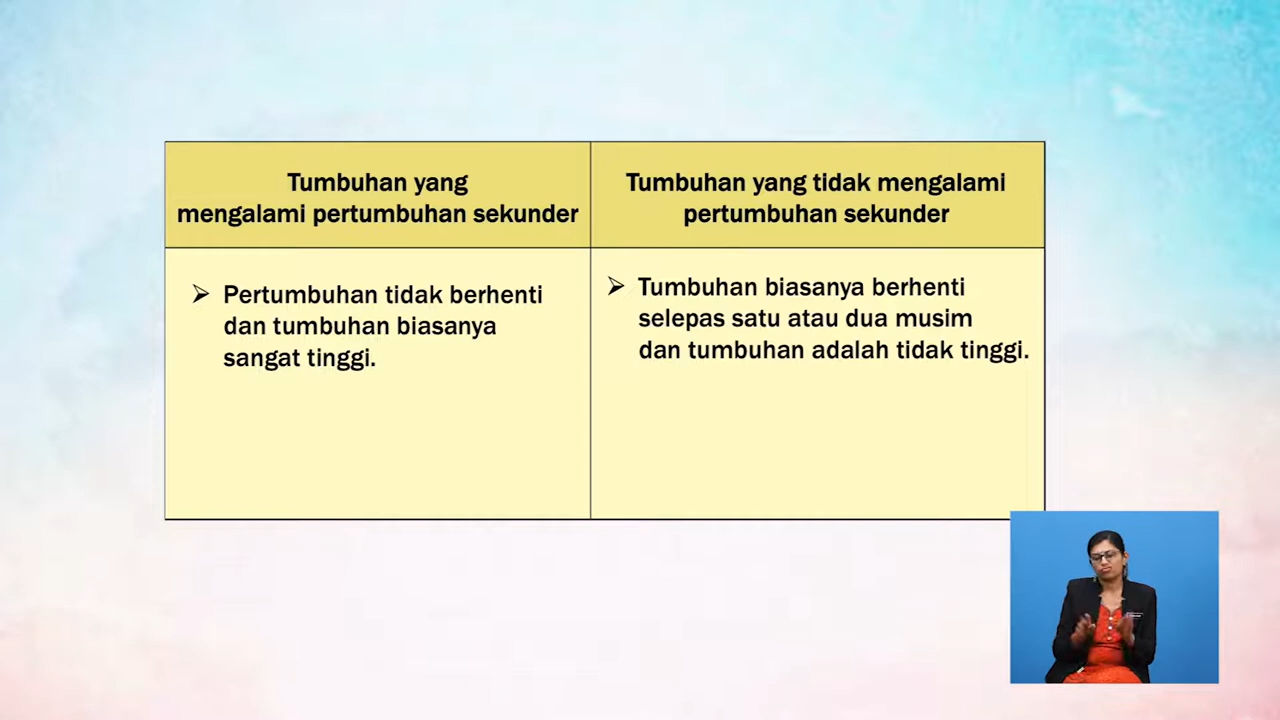 Tumbuhan yang
mengalami pertumbuhan sekunder
Tumbuhan yang tidak mengalami
pertumbuhan sekunder
➢ Pertumbuhan tidak berhenti
dan tumbuhan biasanya
sangat tinggi.
➢ Tumbuhan biasanya berhenti
selepas satu atau dua musim
dan tumbuhan adalah tidak tinggi.